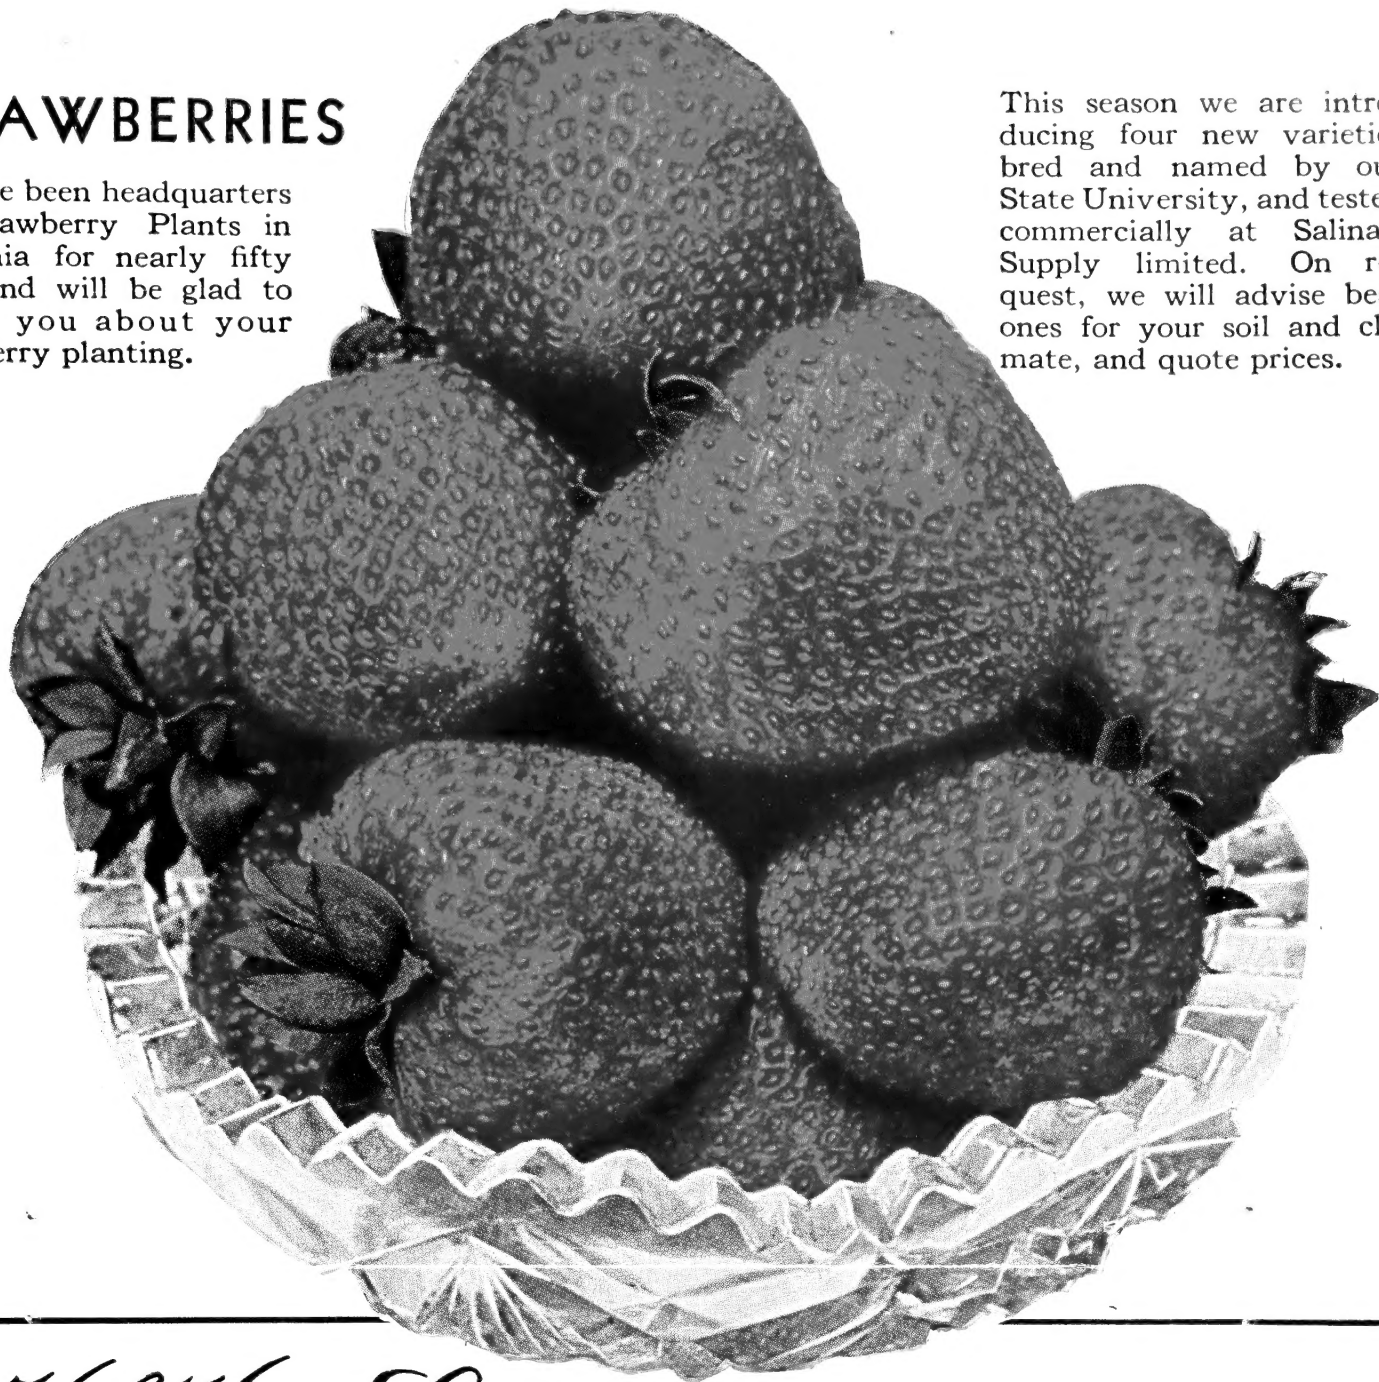 AWBERRIES
e been headquarters
awberry Plants in
nia for nearly fifty
nd will be glad to
you about your
erry planting.
This season we are intro
ducing four new varieti
bred and named by ou
State University, and teste
commercially at Salina
Supply limited. On r
quest, we will advise be
ones for your soil and cl
mate, and quote prices.